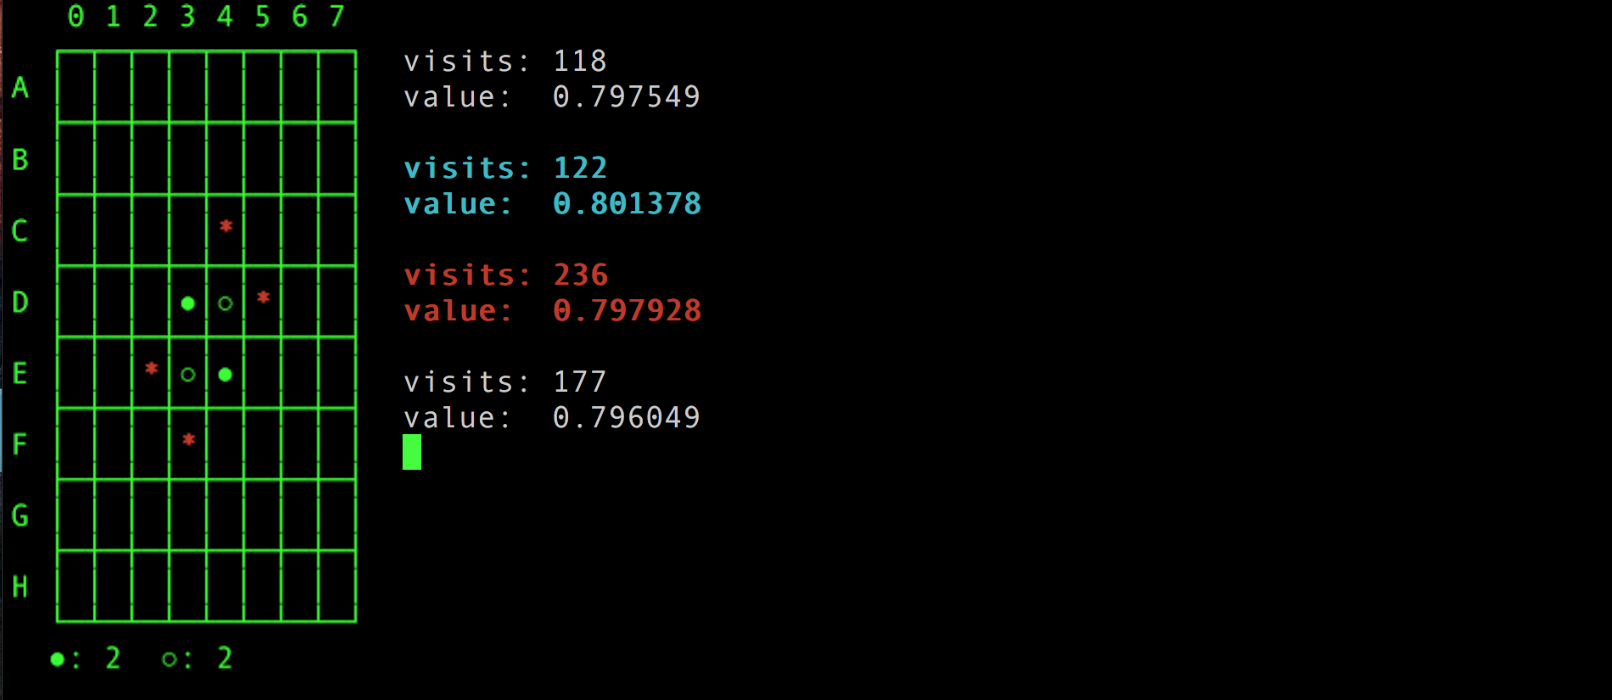 0 1 2 3 4 5 6 7
A
B
C *
D ● ○ *
E * ○ ●
F *
G
H
●: 2 ○: 2
visits: 118
value: 0.797549
visits: 122
value: 0.801378
visits: 236
value: 0.797928
visits: 177
value: 0.796049